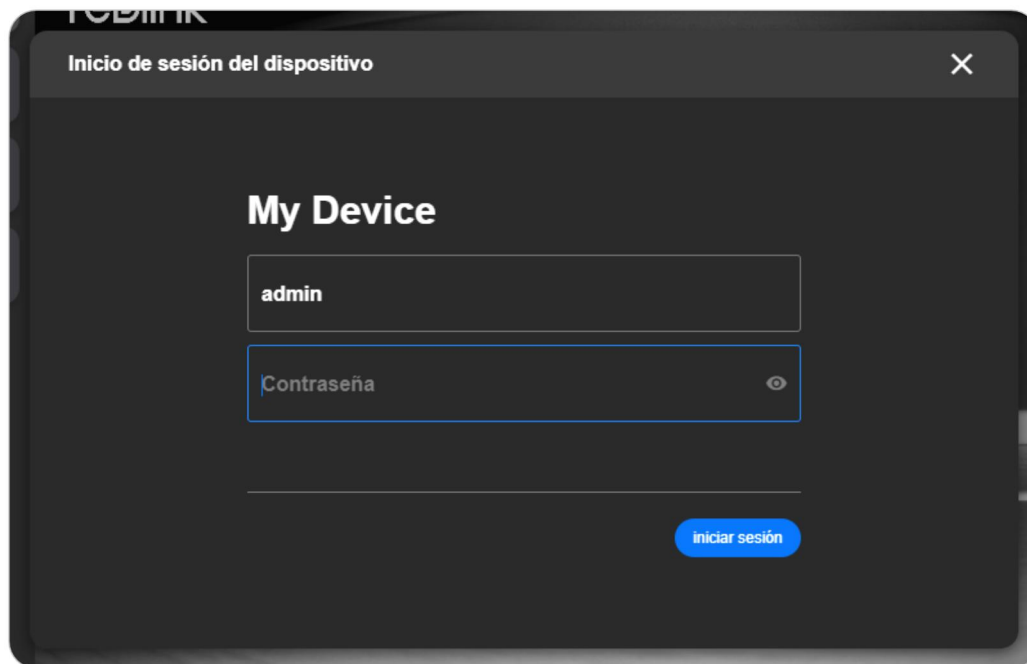 Inicio de sesión del dispositivo
My Device
admin
Contraseña
iniciar sesión